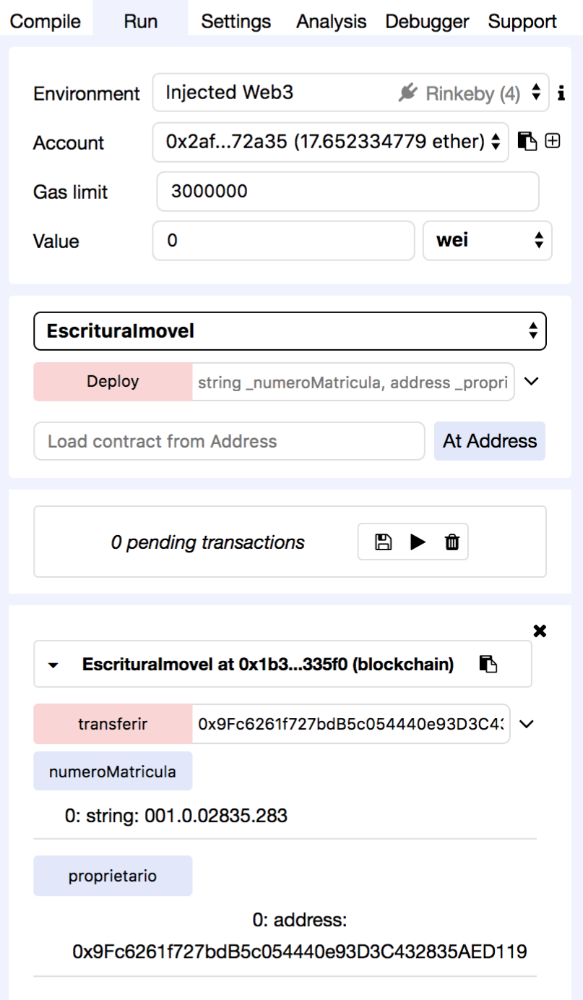 Compile Run Settings Analysis Debugger Support
Environment Injected Web3 Rinkeby (4) i
Account 0x2af...72a35 (17.652334779 ether)
Gas limit 3000000
Value 0 wei
EscrituraImovel
Deploy string _numeroMatricula, address _propri
Load contract from Address At Address
0 pending transactions
EscrituraImovel at 0x1b3...335f0 (blockchain)
transferir 0x9Fc6261f727bdB5c054440e93D3C43
numeroMatricula
0: string: 001.0.02835.283
proprietario
0: address:
0x9Fc6261f727bdB5c054440e93D3C432835AED119